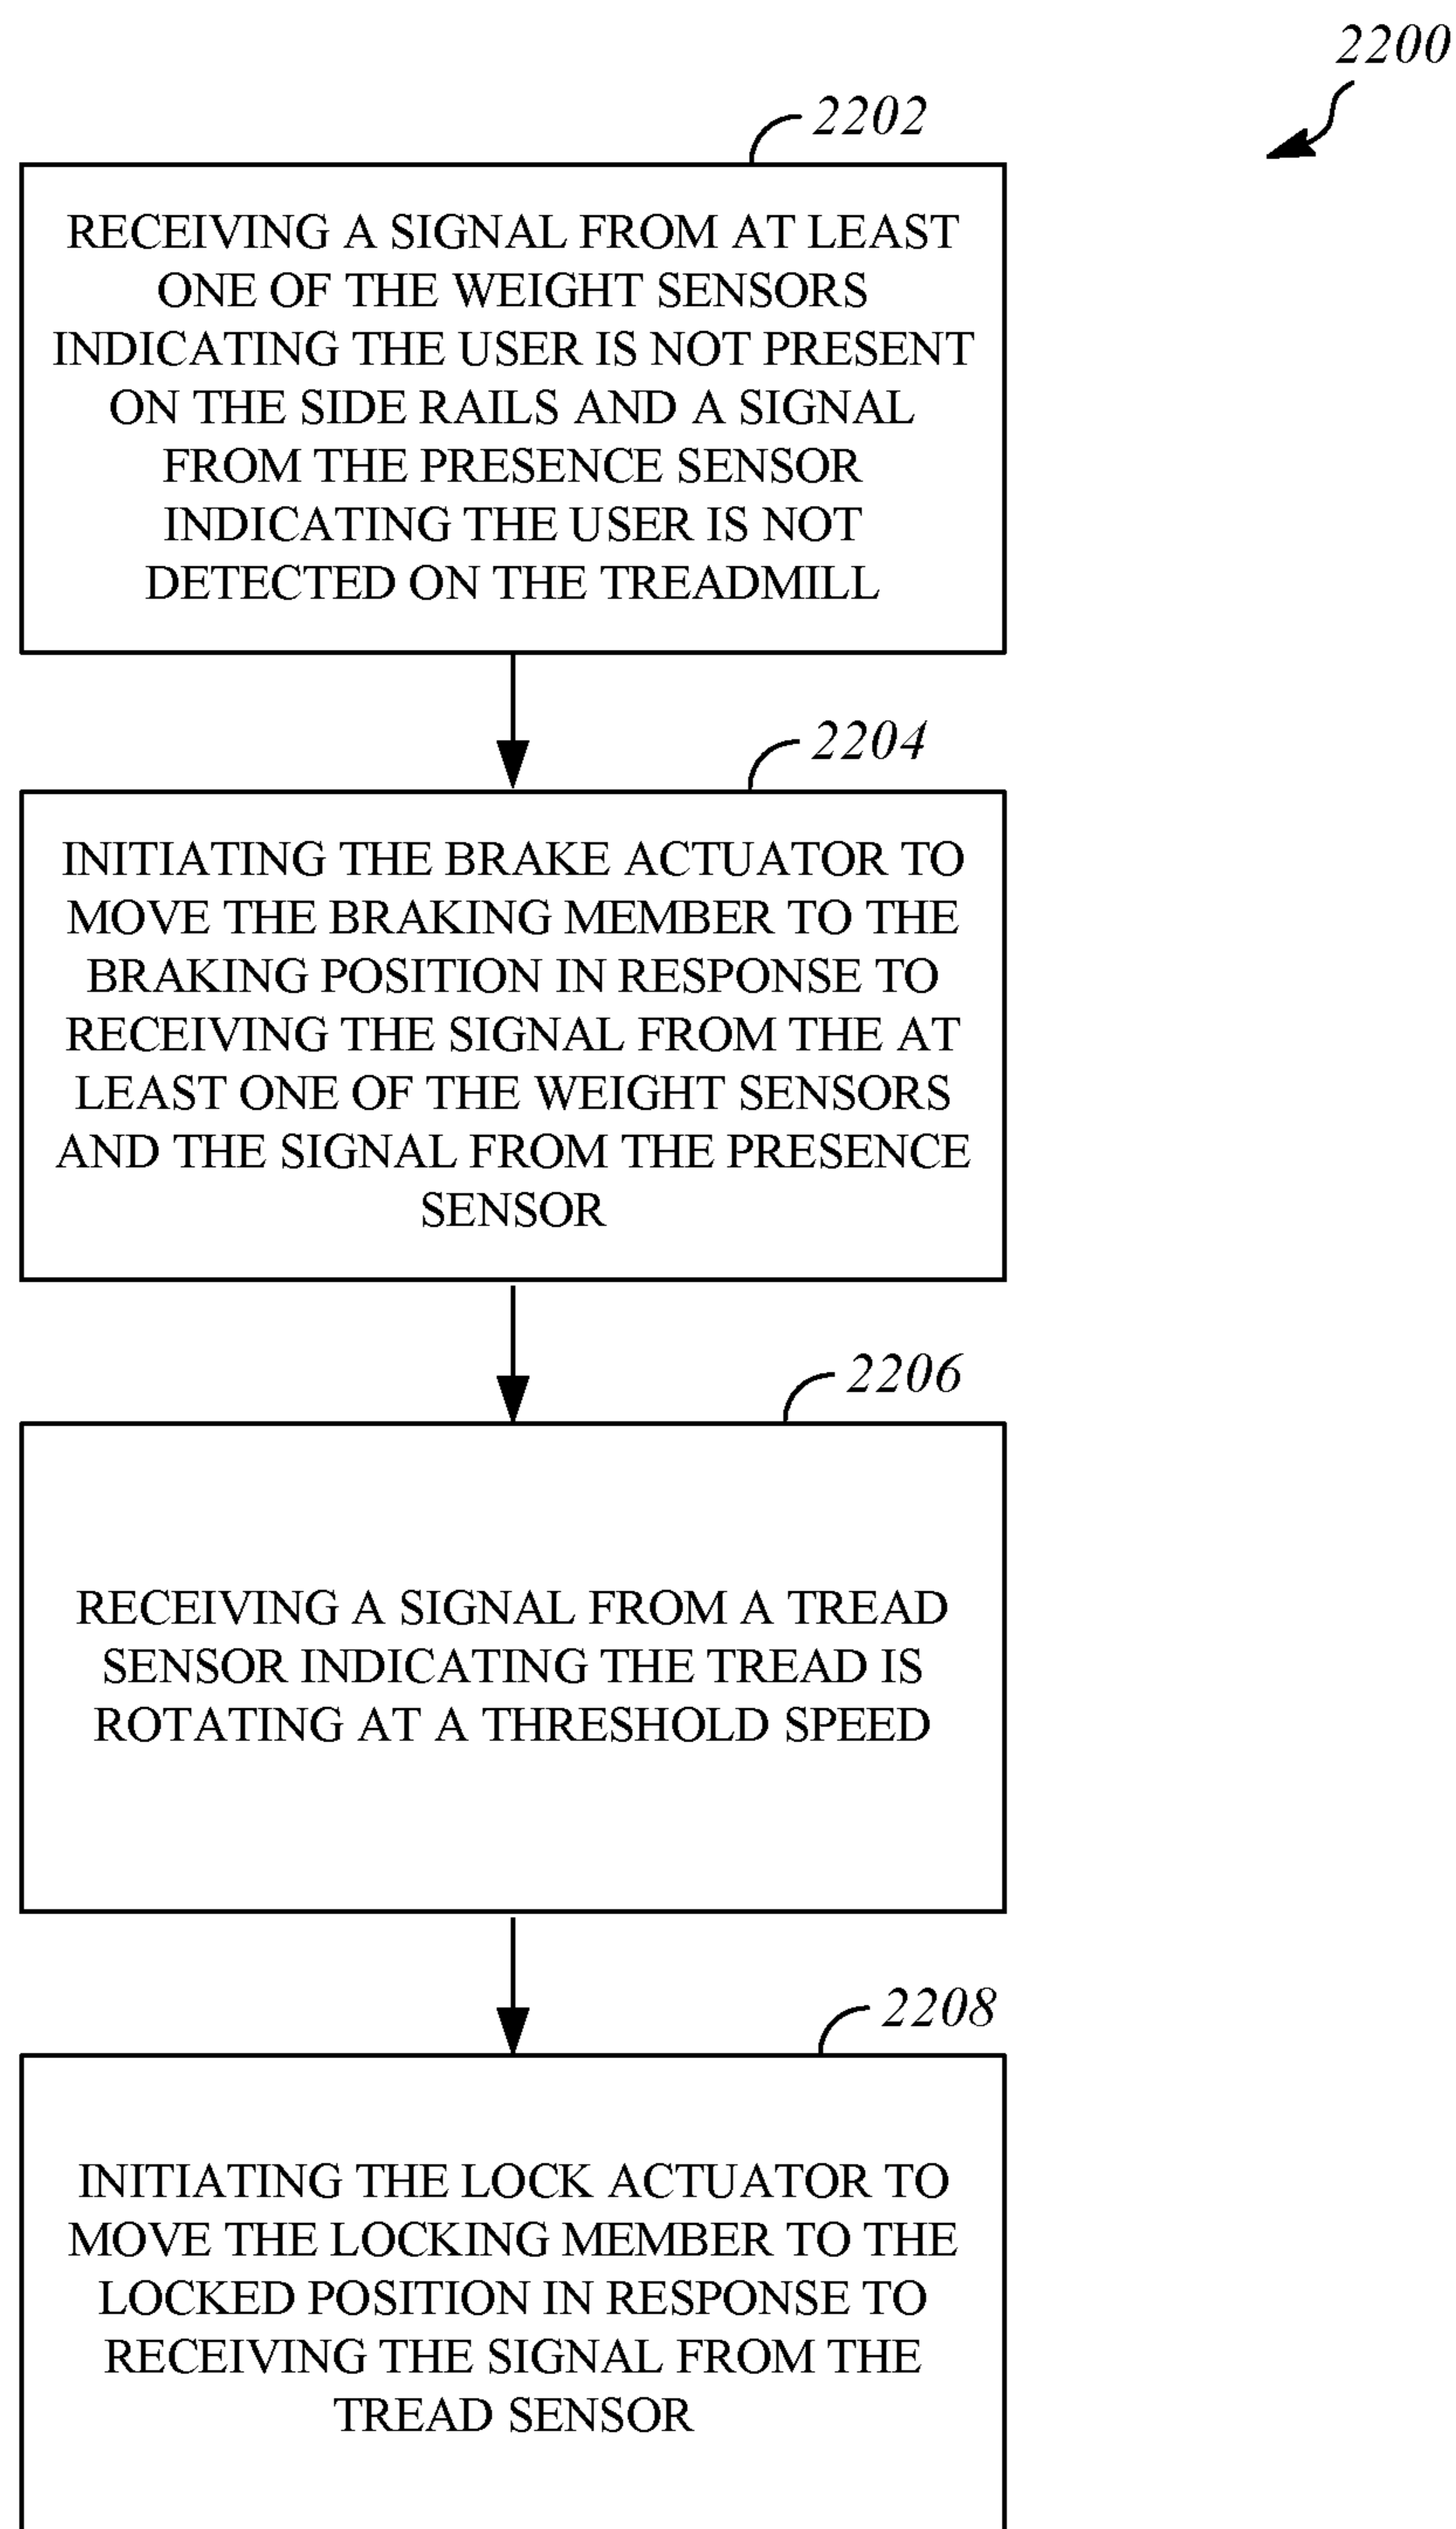 2200
2202
RECEIVING A SIGNAL FROM AT LEAST
ONE OF THE WEIGHT SENSORS
INDICATING THE USER IS NOT PRESENT
ON THE SIDE RAILS AND A SIGNAL
FROM THE PRESENCE SENSOR
INDICATING THE USER IS NOT
DETECTED ON THE TREADMILL
2204
INITIATING THE BRAKE ACTUATOR TO
MOVE THE BRAKING MEMBER TO THE
BRAKING POSITION IN RESPONSE TO
RECEIVING THE SIGNAL FROM THE AT
LEAST ONE OF THE WEIGHT SENSORS
AND THE SIGNAL FROM THE PRESENCE
SENSOR
2206
RECEIVING A SIGNAL FROM A TREAD
SENSOR INDICATING THE TREAD IS
ROTATING AT A THRESHOLD SPEED
2208
INITIATING THE LOCK ACTUATOR TO
MOVE THE LOCKING MEMBER TO THE
LOCKED POSITION IN RESPONSE TO
RECEIVING THE SIGNAL FROM THE
TREAD SENSOR